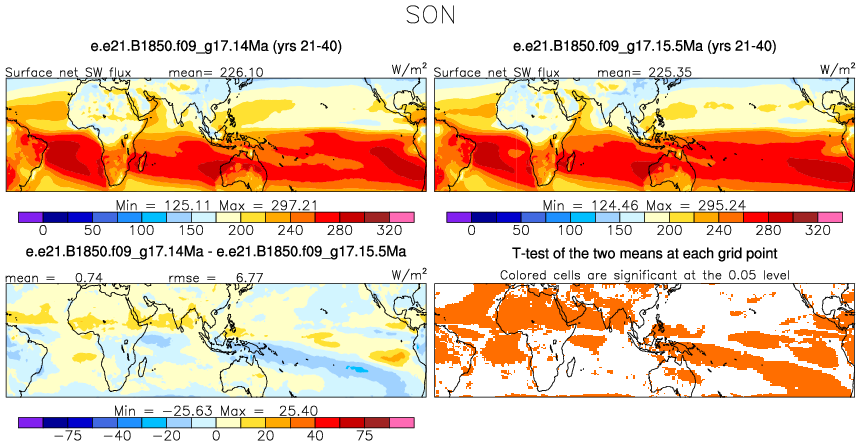 SON
e.e21.B1850.f09_g17.14Ma (yrs 21-40)
Surface net SW flux mean= 226.10 W/m²
Min = 125.11 Max = 297.21
0 50 100 150 180 200 240 280 320
e.e21.B1850.f09_g17.15.5Ma (yrs 21-40)
Surface net SW flux mean= 225.35 W/m²
Min = 124.46 Max = 295.24
0 50 100 150 180 200 240 280 320
e.e21.B1850.f09_g17.14Ma - e.e21.B1850.f09_g17.15.5Ma
mean = 0.74 rmse = 6.77 W/m²
Min = -25.63 Max = 25.40
-75 -40 -20 0 20 40 75
T-test of the two means at each grid point
Colored cells are significant at the 0.05 level